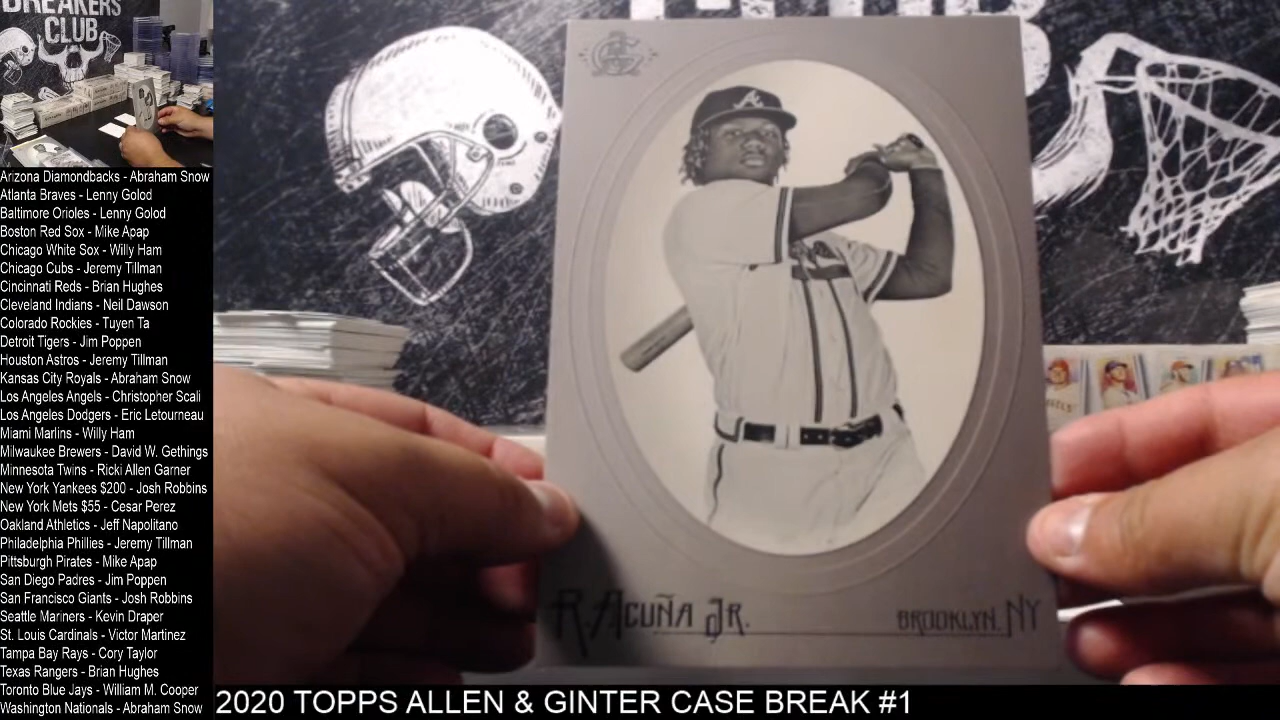 BREAKERS
CLUB
Arizona Diamondbacks - Abraham Snow
Atlanta Braves - Lenny Golod
Baltimore Orioles - Lenny Golod
Boston Red Sox - Mike Apap
Chicago White Sox - Willy Ham
Chicago Cubs - Jeremy Tillman
Cincinnati Reds - Brian Hughes
Cleveland Indians - Neil Dawson
Colorado Rockies - Tuyen Ta
Detroit Tigers - Jim Poppen
Houston Astros - Jeremy Tillman
Kansas City Royals - Abraham Snow
Los Angeles Angels - Christopher Scali
Los Angeles Dodgers - Eric Letourneau
Miami Marlins - Willy Ham
Milwaukee Brewers - David W. Gethings
Minnesota Twins - Ricki Allen Garner
New York Yankees $200 - Josh Robbins
New York Mets $55 - Cesar Perez
Oakland Athletics - Jeff Napolitano
Philadelphia Phillies - Jeremy Tillman
Pittsburgh Pirates - Mike Apap
San Diego Padres - Jim Poppen
San Francisco Giants - Josh Robbins
Seattle Mariners - Kevin Draper
St. Louis Cardinals - Victor Martinez
Tampa Bay Rays - Cory Taylor
Texas Rangers - Brian Hughes
Toronto Blue Jays - William M. Cooper
Washington Nationals - Abraham Snow
A
R. Acuña Jr.
BROOKLYN, NY
2020 TOPPS ALLEN & GINTER CASE BREAK #1